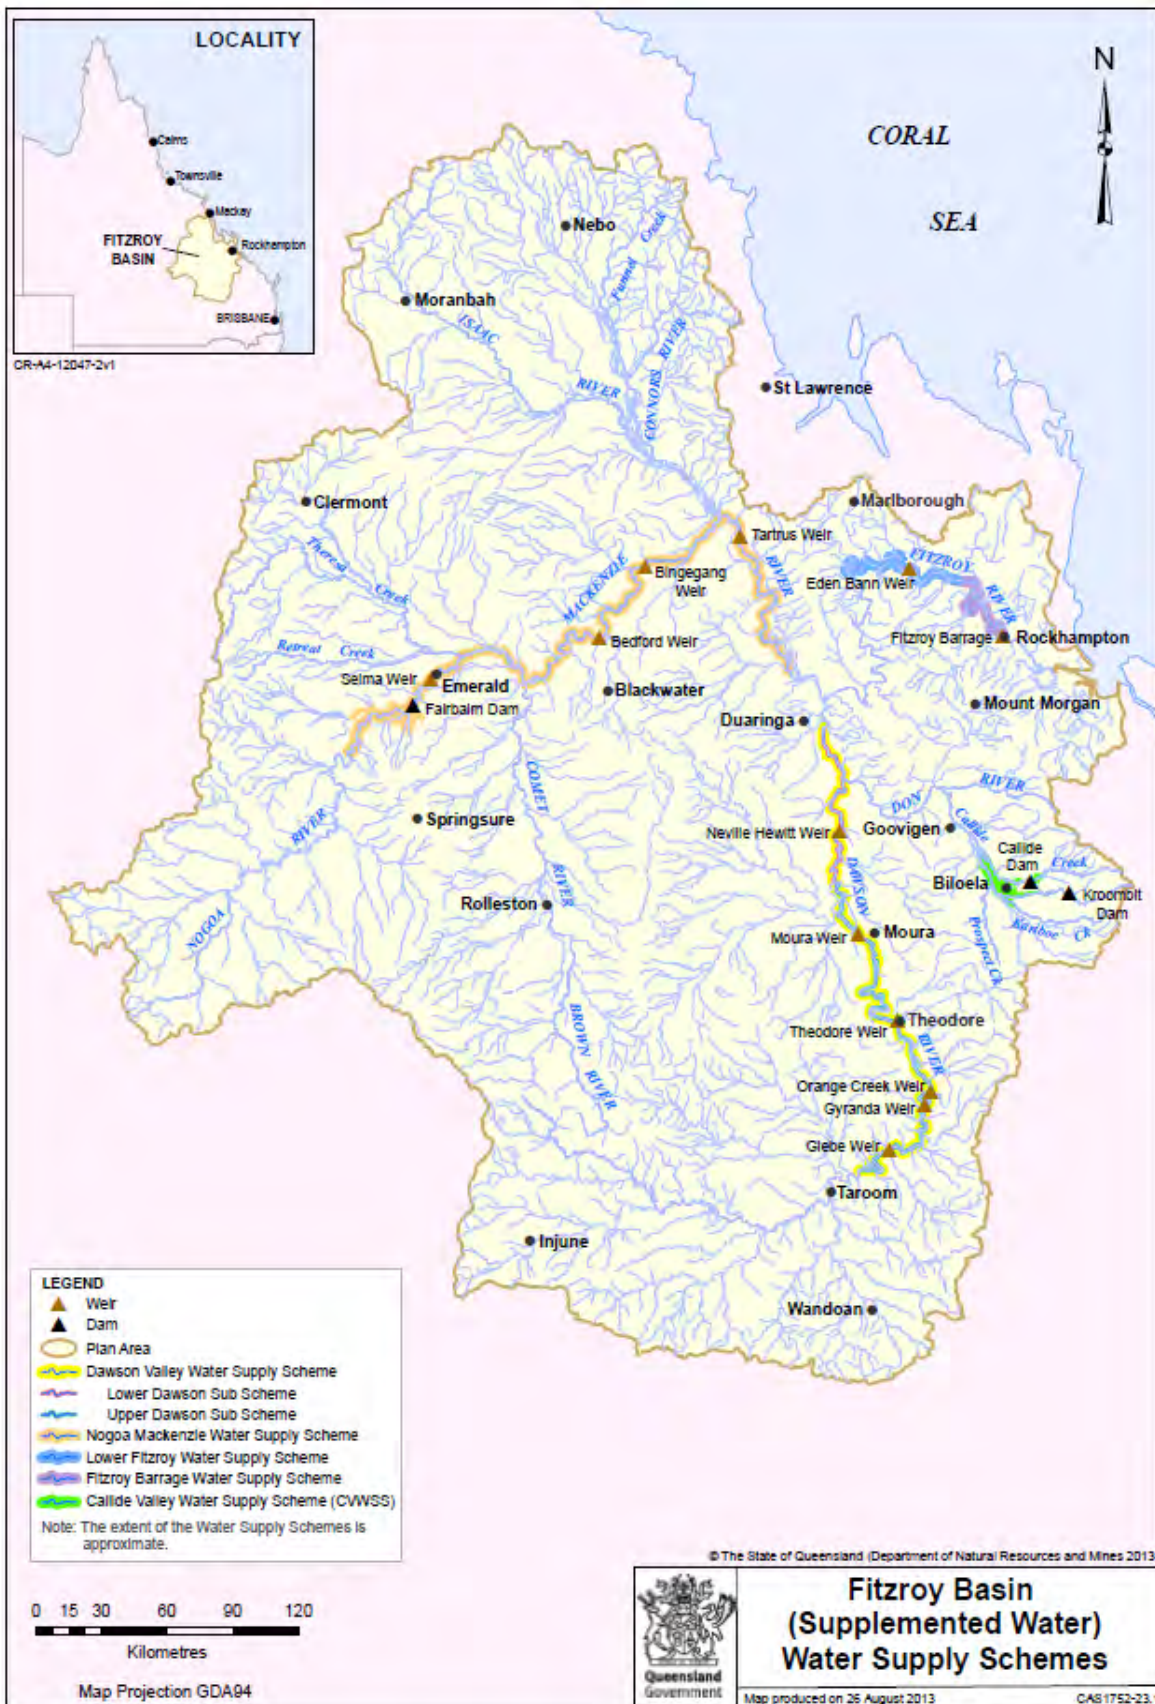 LOCALITY
Cairns
Townsville
Mackay
FITZROY
BASIN
Rockhampton
BRISBANE
CR-A4-12047-2v1
N
CORAL
SEA
Nebo
Funnel Creek
Moranbah
ISAAC
RIVER
CONNORS RIVER
St Lawrence
Clermont
Marlborough
Theresa
Creek
Tartrus Weir
MACKENZIE
RIVER
Bingegang
Weir
FITZROY
RIVER
Eden Bann Weir
Fitzroy Barrage
Rockhampton
Bedford Weir
Retreat Creek
Selma Weir
Emerald
Fairbairn Dam
Blackwater
Mount Morgan
Duaringa
COMET
RIVER
DON
RIVER
Springsure
RIVER
Neville Hewitt Weir
Goovigen
Callide
Creek
Callide
Dam
DAWSON
Biloela
Kroombit
Dam
Rolleston
NOGOA
Kariboe Ck
Prospect Ck
Moura Weir
Moura
BROWN
RIVER
Theodore
Theodore Weir
RIVER
Orange Creek Weir
Gyranda Weir
Glebe Weir
Taroom
Injune
Wandoan
LEGEND
Weir
Dam
Plan Area
Dawson Valley Water Supply Scheme
Lower Dawson Sub Scheme
Upper Dawson Sub Scheme
Nogoa Mackenzie Water Supply Scheme
Lower Fitzroy Water Supply Scheme
Fitzroy Barrage Water Supply Scheme
Callide Valley Water Supply Scheme (CVWSS)
Note: The extent of the Water Supply Schemes is
approximate.
© The State of Queensland (Department of Natural Resources and Mines 2013
0 15 30 60 90 120
Kilometres
Map Projection GDA94
Queensland
Government
Fitzroy Basin
(Supplemented Water)
Water Supply Schemes
Map produced on 26 August 2013
CAS1752-23.